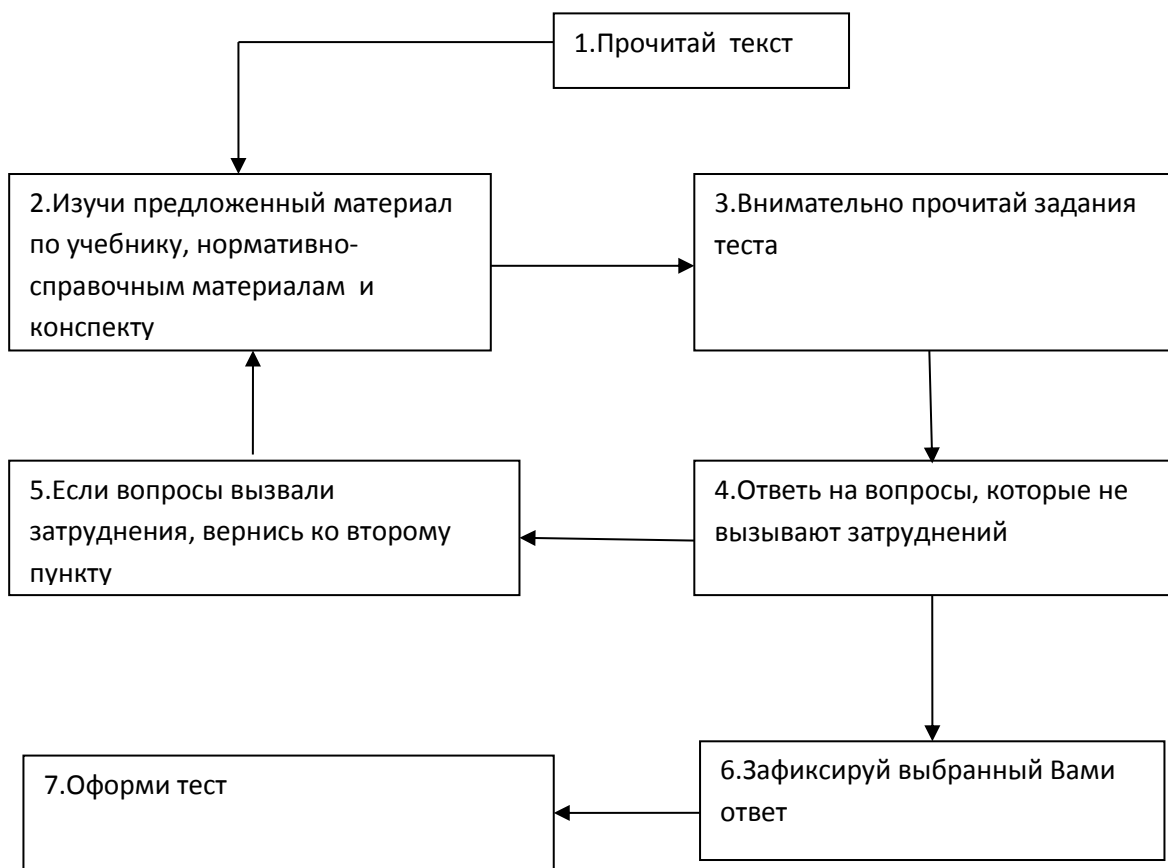 1.Прочитай текст
2.Изучи предложенный материал
по учебнику, нормативно-
справочным материалам и
конспекту
3.Внимательно прочитай задания
теста
4.Ответь на вопросы, которые не
вызывают затруднений
5.Если вопросы вызвали
затруднения, вернись ко второму
пункту
6.Зафиксируй выбранный Вами
ответ
7.Оформи тест